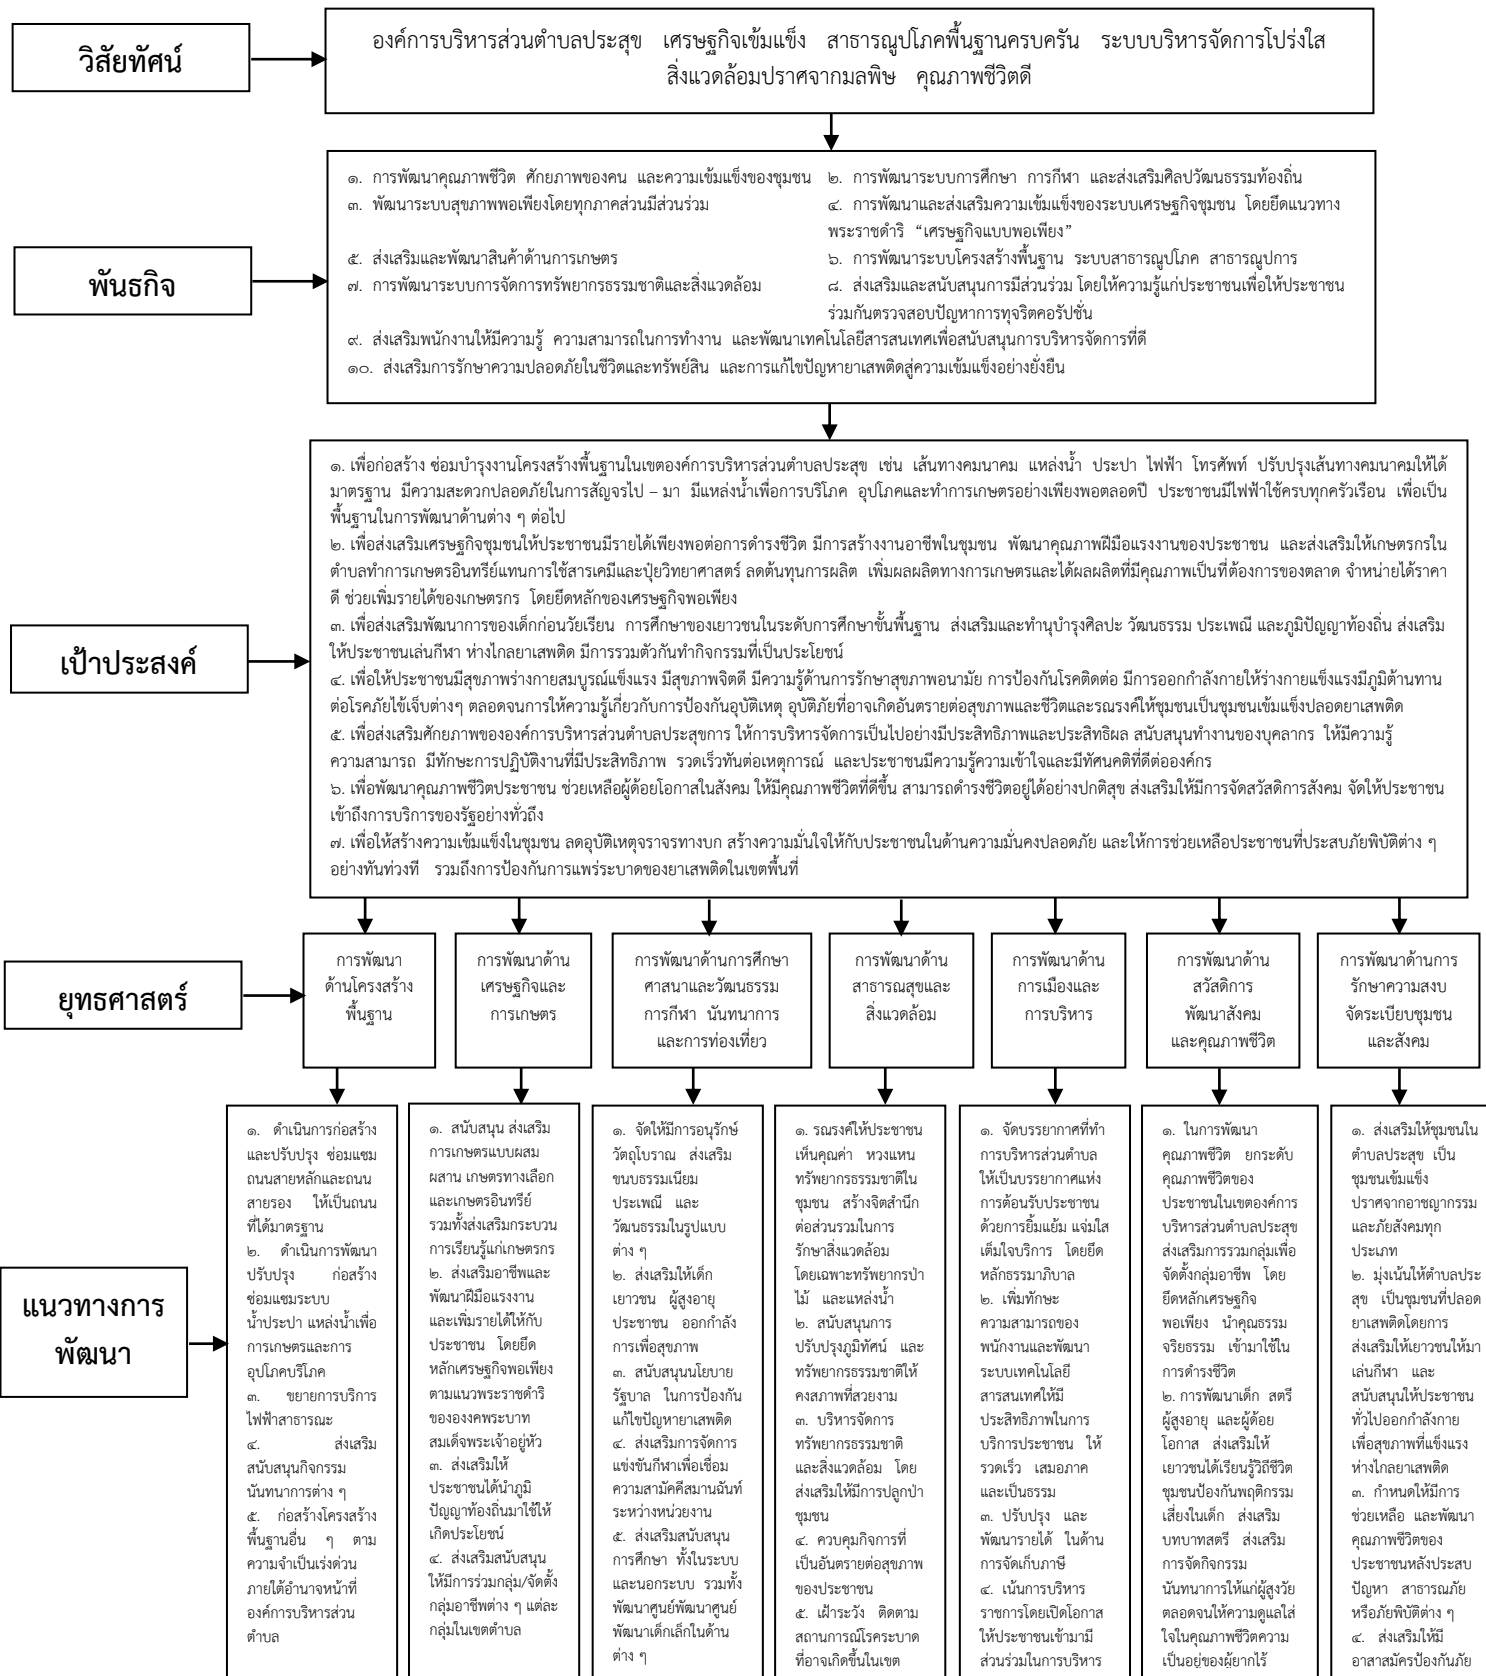 วิสัยทัศน์
องค์การบริหารส่วนตำบลประสุข เศรษฐกิจเข้มแข็ง สาธารณูปโภคพื้นฐานครบครัน ระบบบริหารจัดการโปร่งใส
สิ่งแวดล้อมปราศจากมลพิษ คุณภาพชีวิตดี
พันธกิจ
๑. การพัฒนาคุณภาพชีวิต ศักยภาพของคน และความเข้มแข็งของชุมชน ๒. การพัฒนาระบบการศึกษา การกีฬา และส่งเสริมศิลปวัฒนธรรมท้องถิ่น
๓. พัฒนาระบบสุขภาพพอเพียงโดยทุกภาคส่วนมีส่วนร่วม ๔. การพัฒนาและส่งเสริมความเข้มแข็งของระบบเศรษฐกิจชุมชน โดยยึดแนวทาง
พระราชดำริ “เศรษฐกิจแบบพอเพียง”
๕. ส่งเสริมและพัฒนาสินค้าด้านการเกษตร ๖. การพัฒนาระบบโครงสร้างพื้นฐาน ระบบสาธารณูปโภค สาธารณูปการ
๗. การพัฒนาระบบการจัดการทรัพยากรธรรมชาติและสิ่งแวดล้อม ๘. ส่งเสริมและสนับสนุนการมีส่วนร่วม โดยให้ความรู้แก่ประชาชนเพื่อให้ประชาชน
ร่วมกันตรวจสอบปัญหาการทุจริตคอรัปชั่น
๙. ส่งเสริมพนักงานให้มีความรู้ ความสามารถในการทำงาน และพัฒนาเทคโนโลยีสารสนเทศเพื่อสนับสนุนการบริหารจัดการที่ดี
๑๐. ส่งเสริมการรักษาความปลอดภัยในชีวิตและทรัพย์สิน และการแก้ไขปัญหายาเสพติดสู่ความเข้มแข็งอย่างยั่งยืน
เป้าประสงค์
๑. เพื่อก่อสร้าง ซ่อมบำรุงงานโครงสร้างพื้นฐานในเขตองค์การบริหารส่วนตำบลประสุข เช่น เส้นทางคมนาคม แหล่งน้ำ ประปา ไฟฟ้า โทรศัพท์ ปรับปรุงเส้นทางคมนาคมให้ได้
มาตรฐาน มีความสะดวกปลอดภัยในการสัญจรไป – มา มีแหล่งน้ำเพื่อการบริโภค อุปโภคและทำการเกษตรอย่างเพียงพอตลอดปี ประชาชนมีไฟฟ้าใช้ครบทุกครัวเรือน เพื่อเป็น
พื้นฐานในการพัฒนาด้านต่าง ๆ ต่อไป
๒. เพื่อส่งเสริมเศรษฐกิจชุมชนให้ประชาชนมีรายได้เพียงพอต่อการดำรงชีวิต มีการสร้างงานอาชีพในชุมชน พัฒนาคุณภาพฝีมือแรงงานของประชาชน และส่งเสริมให้เกษตรกรใน
ตำบลทำการเกษตรอินทรีย์แทนการใช้สารเคมีและปุ๋ยวิทยาศาสตร์ ลดต้นทุนการผลิต เพิ่มผลผลิตทางการเกษตรและได้ผลผลิตที่มีคุณภาพเป็นที่ต้องการของตลาด จำหน่ายได้ราคา
ดี ช่วยเพิ่มรายได้ของเกษตรกร โดยยึดหลักของเศรษฐกิจพอเพียง
๓. เพื่อส่งเสริมพัฒนาการของเด็กก่อนวัยเรียน การศึกษาของเยาวชนในระดับการศึกษาขั้นพื้นฐาน ส่งเสริมและทำนุบำรุงศิลปะ วัฒนธรรม ประเพณี และภูมิปัญญาท้องถิ่น ส่งเสริม
ให้ประชาชนเล่นกีฬา ห่างไกลยาเสพติด มีการรวมตัวกันทำกิจกรรมที่เป็นประโยชน์
๔. เพื่อให้ประชาชนมีสุขภาพร่างกายสมบูรณ์แข็งแรง มีสุขภาพจิตดี มีความรู้ด้านการรักษาสุขภาพอนามัย การป้องกันโรคติดต่อ มีการออกกำลังกายให้ร่างกายแข็งแรงมีภูมิต้านทาน
ต่อโรคภัยไข้เจ็บต่างๆ ตลอดจนการให้ความรู้เกี่ยวกับการป้องกันอุบัติเหตุ อุบัติภัยที่อาจเกิดอันตรายต่อสุขภาพและชีวิตและรณรงค์ให้ชุมชนเป็นชุมชนเข้มแข็งปลอดยาเสพติด
๕. เพื่อส่งเสริมศักยภาพขององค์การบริหารส่วนตำบลประสุขการ ให้การบริหารจัดการเป็นไปอย่างมีประสิทธิภาพและประสิทธิผล สนับสนุนทำงานของบุคลากร ให้มีความรู้
ความสามารถ มีทักษะการปฏิบัติงานที่มีประสิทธิภาพ รวดเร็วทันต่อเหตุการณ์ และประชาชนมีความรู้ความเข้าใจและมีทัศนคติที่ดีต่อองค์กร
๖. เพื่อพัฒนาคุณภาพชีวิตประชาชน ช่วยเหลือผู้ด้อยโอกาสในสังคม ให้มีคุณภาพชีวิตที่ดีขึ้น สามารถดำรงชีวิตอยู่ได้อย่างปกติสุข ส่งเสริมให้มีการจัดสวัสดิการสังคม จัดให้ประชาชน
เข้าถึงการบริการของรัฐอย่างทั่วถึง
๗. เพื่อให้สร้างความเข้มแข็งในชุมชน ลดอุบัติเหตุจราจรทางบก สร้างความมั่นใจให้กับประชาชนในด้านความมั่นคงปลอดภัย และให้การช่วยเหลือประชาชนที่ประสบภัยพิบัติต่าง ๆ
อย่างทันท่วงที รวมถึงการป้องกันการแพร่ระบาดของยาเสพติดในเขตพื้นที่
ยุทธศาสตร์
การพัฒนา
ด้านโครงสร้าง
พื้นฐาน
การพัฒนาด้าน
เศรษฐกิจและ
การเกษตร
การพัฒนาด้านการศึกษา
ศาสนาและวัฒนธรรม
การกีฬา นันทนาการ
และการท่องเที่ยว
การพัฒนาด้าน
สาธารณสุขและ
สิ่งแวดล้อม
การพัฒนาด้าน
การเมืองและ
การบริหาร
การพัฒนาด้าน
สวัสดิการ
พัฒนาสังคม
และคุณภาพชีวิต
การพัฒนาด้านการ
รักษาความสงบ
จัดระเบียบชุมชน
และสังคม
แนวทางการ
พัฒนา
๑. ดำเนินการก่อสร้าง
และปรับปรุง ซ่อมแซม
ถนนสายหลักและถนน
สายรอง ให้เป็นถนน
ที่ได้มาตรฐาน
๒. ดำเนินการพัฒนา
ปรับปรุง ก่อสร้าง
ซ่อมแซมระบบ
น้ำประปา แหล่งน้ำเพื่อ
การเกษตรและการ
อุปโภคบริโภค
๓. ขยายการบริการ
ไฟฟ้าสาธารณะ
๔. ส่งเสริม
สนับสนุนกิจกรรม
นันทนาการต่าง ๆ
๕. ก่อสร้างโครงสร้าง
พื้นฐานอื่น ๆ ตาม
ความจำเป็นเร่งด่วน
ภายใต้อำนาจหน้าที่
องค์การบริหารส่วน
ตำบล
๑. สนับสนุน ส่งเสริม
การเกษตรแบบผสม
ผสาน เกษตรทางเลือก
และเกษตรอินทรีย์
รวมทั้งส่งเสริมกระบวน
การเรียนรู้แก่เกษตรกร
๒. ส่งเสริมอาชีพและ
พัฒนาฝีมือแรงงาน
และเพิ่มรายได้ให้กับ
ประชาชน โดยยึด
หลักเศรษฐกิจพอเพียง
ตามแนวพระราชดำริ
ขององงคพระบาท
สมเด็จพระเจ้าอยู่หัว
๓. ส่งเสริมให้
ประชาชนได้นำภูมิ
ปัญญาท้องถิ่นมาใช้ให้
เกิดประโยชน์
๔. ส่งเสริมสนับสนุน
ให้มีการร่วมกลุ่ม/จัดตั้ง
กลุ่มอาชีพต่าง ๆ แต่ละ
กลุ่มในเขตตำบล
๑. จัดให้มีการอนุรักษ์
วัตถุโบราณ ส่งเสริม
ขนบธรรมเนียม
ประเพณี และ
วัฒนธรรมในรูปแบบ
ต่าง ๆ
๒. ส่งเสริมให้เด็ก
เยาวชน ผู้สูงอายุ
ประชาชน ออกกำลัง
การเพื่อสุขภาพ
๓. สนับสนุนนโยบาย
รัฐบาล ในการป้องกัน
แก้ไขปัญหายาเสพติด
๔. ส่งเสริมการจัดการ
แข่งขันกีฬาเพื่อเชื่อม
ความสามัคคีสมานฉันท์
ระหว่างหน่วยงาน
๕. ส่งเสริมสนับสนุน
การศึกษา ทั้งในระบบ
และนอกระบบ รวมทั้ง
พัฒนาศูนย์พัฒนาศูนย์
พัฒนาเด็กเล็กในด้าน
ต่าง ๆ
๑. รณรงค์ให้ประชาชน
เห็นคุณค่า หวงแหน
ทรัพยากรธรรมชาติใน
ชุมชน สร้างจิตสำนึก
ต่อส่วนรวมในการ
รักษาสิ่งแวดล้อม
โดยเฉพาะทรัพยากรป่า
ไม้ และแหล่งน้ำ
๒. สนับสนุนการ
ปรับปรุงภูมิทัศน์ และ
ทรัพยากรธรรมชาติให้
คงสภาพที่สวยงาม
๓. บริหารจัดการ
ทรัพยากรธรรมชาติ
และสิ่งแวดล้อม โดย
ส่งเสริมให้มีการปลูกป่า
ชุมชน
๔. ควบคุมกิจการที่
เป็นอันตรายต่อสุขภาพ
ของประชาชน
๕. เฝ้าระวัง ติดตาม
สถานการณ์โรคระบาด
ที่อาจเกิดขึ้นในเขต
๑. จัดบรรยากาศที่ทำ
การบริหารส่วนตำบล
ให้เป็นบรรยากาศแห่ง
การต้อนรับประชาชน
ด้วยการยิ้มแย้ม แจ่มใส
เต็มใจบริการ โดยยึด
หลักธรรมาภิบาล
๒. เพิ่มทักษะ
ความสามารถของ
พนักงานและพัฒนา
ระบบเทคโนโลยี
สารสนเทศให้มี
ประสิทธิภาพในการ
บริการประชาชน ให้
รวดเร็ว เสมอภาค
และเป็นธรรม
๓. ปรับปรุง และ
พัฒนารายได้ ในด้าน
การจัดเก็บภาษี
๔. เน้นการบริหาร
ราชการโดยเปิดโอกาส
ให้ประชาชนเข้ามามี
ส่วนร่วมในการบริหาร
๑. ในการพัฒนา
คุณภาพชีวิต ยกระดับ
คุณภาพชีวิตของ
ประชาชนในเขตองค์การ
บริหารส่วนตำบลประสุข
ส่งเสริมการรวมกลุ่มเพื่อ
จัดตั้งกลุ่มอาชีพ โดย
ยึดหลักเศรษฐกิจ
พอเพียง นำคุณธรรม
จริยธรรม เข้ามาใช้ใน
การดำรงชีวิต
๒. การพัฒนาเด็ก สตรี
ผู้สูงอายุ และผู้ด้อย
โอกาส ส่งเสริมให้
เยาวชนได้เรียนรู้วิถีชีวิต
ชุมชนป้องกันพฤติกรรม
เสี่ยงในเด็ก ส่งเสริม
บทบาทสตรี ส่งเสริม
การจัดกิจกรรม
นันทนาการให้แก่ผู้สูงวัย
ตลอดจนให้ความดูแลใส่
ใจในคุณภาพชีวิตความ
เป็นอยู่ของผู้ยากไร้
๑. ส่งเสริมให้ชุมชนใน
ตำบลประสุข เป็น
ชุมชนเข้มแข็ง
ปราศจากอาชญากรรม
และภัยสังคมทุก
ประเภท
๒. มุ่งเน้นให้ตำบลประ
สุข เป็นชุมชนที่ปลอด
ยาเสพติดโดยการ
ส่งเสริมให้เยาวชนให้มา
เล่นกีฬา และ
สนับสนุนให้ประชาชน
ทั่วไปออกกำลังกาย
เพื่อสุขภาพที่แข็งแรง
ห่างไกลยาเสพติด
๓. กำหนดให้มีการ
ช่วยเหลือ และพัฒนา
คุณภาพชีวิตของ
ประชาชนหลังประสบ
ปัญหา สาธารณภัย
หรือภัยพิบัติต่าง ๆ
๔. ส่งเสริมให้มี
อาสาสมัครป้องกันภัย